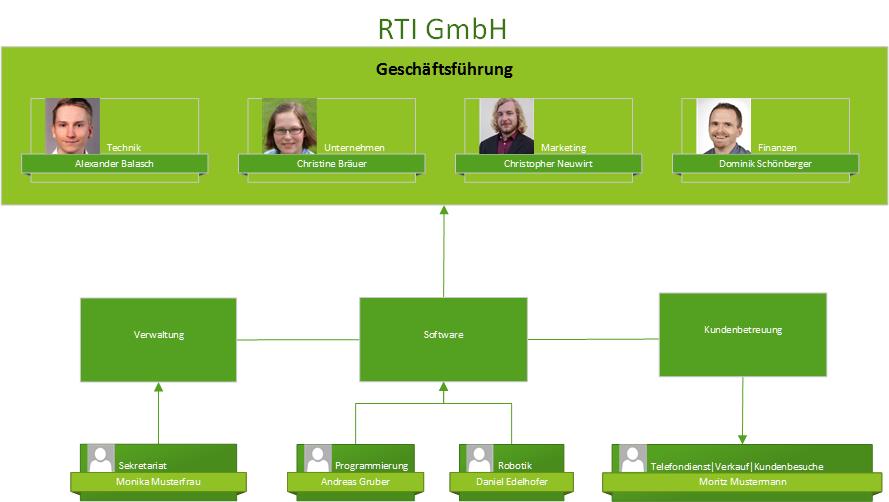 RTI GmbH
Geschäftsführung
Technik
Alexander Balasch
Unternehmen
Christine Bräuer
Marketing
Christopher Neuwirt
Finanzen
Dominik Schönberger
Verwaltung
Software
Kundenbetreuung
Sekretariat
Monika Musterfrau
Programmierung
Andreas Gruber
Robotik
Daniel Edelhofer
Telefondienst|Verkauf|Kundenbesuche
Moritz Mustermann